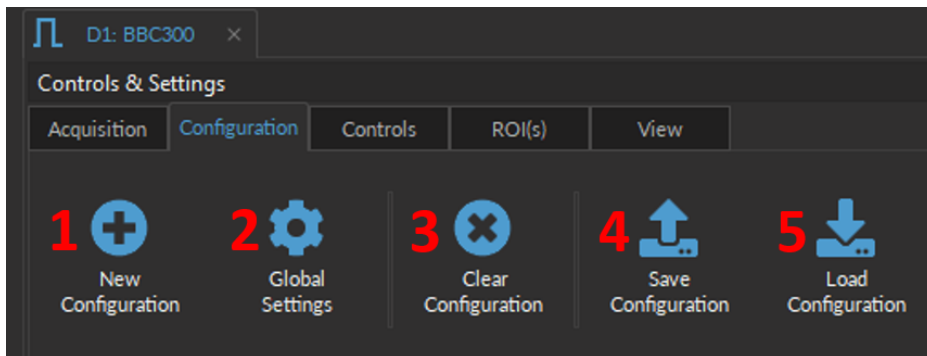 D1: BBC300 ×
Controls & Settings
Acquisition Configuration Controls ROI(s) View
1 2 3 4 5
New Global Clear Save Load
Configuration Settings Configuration Configuration Configuration